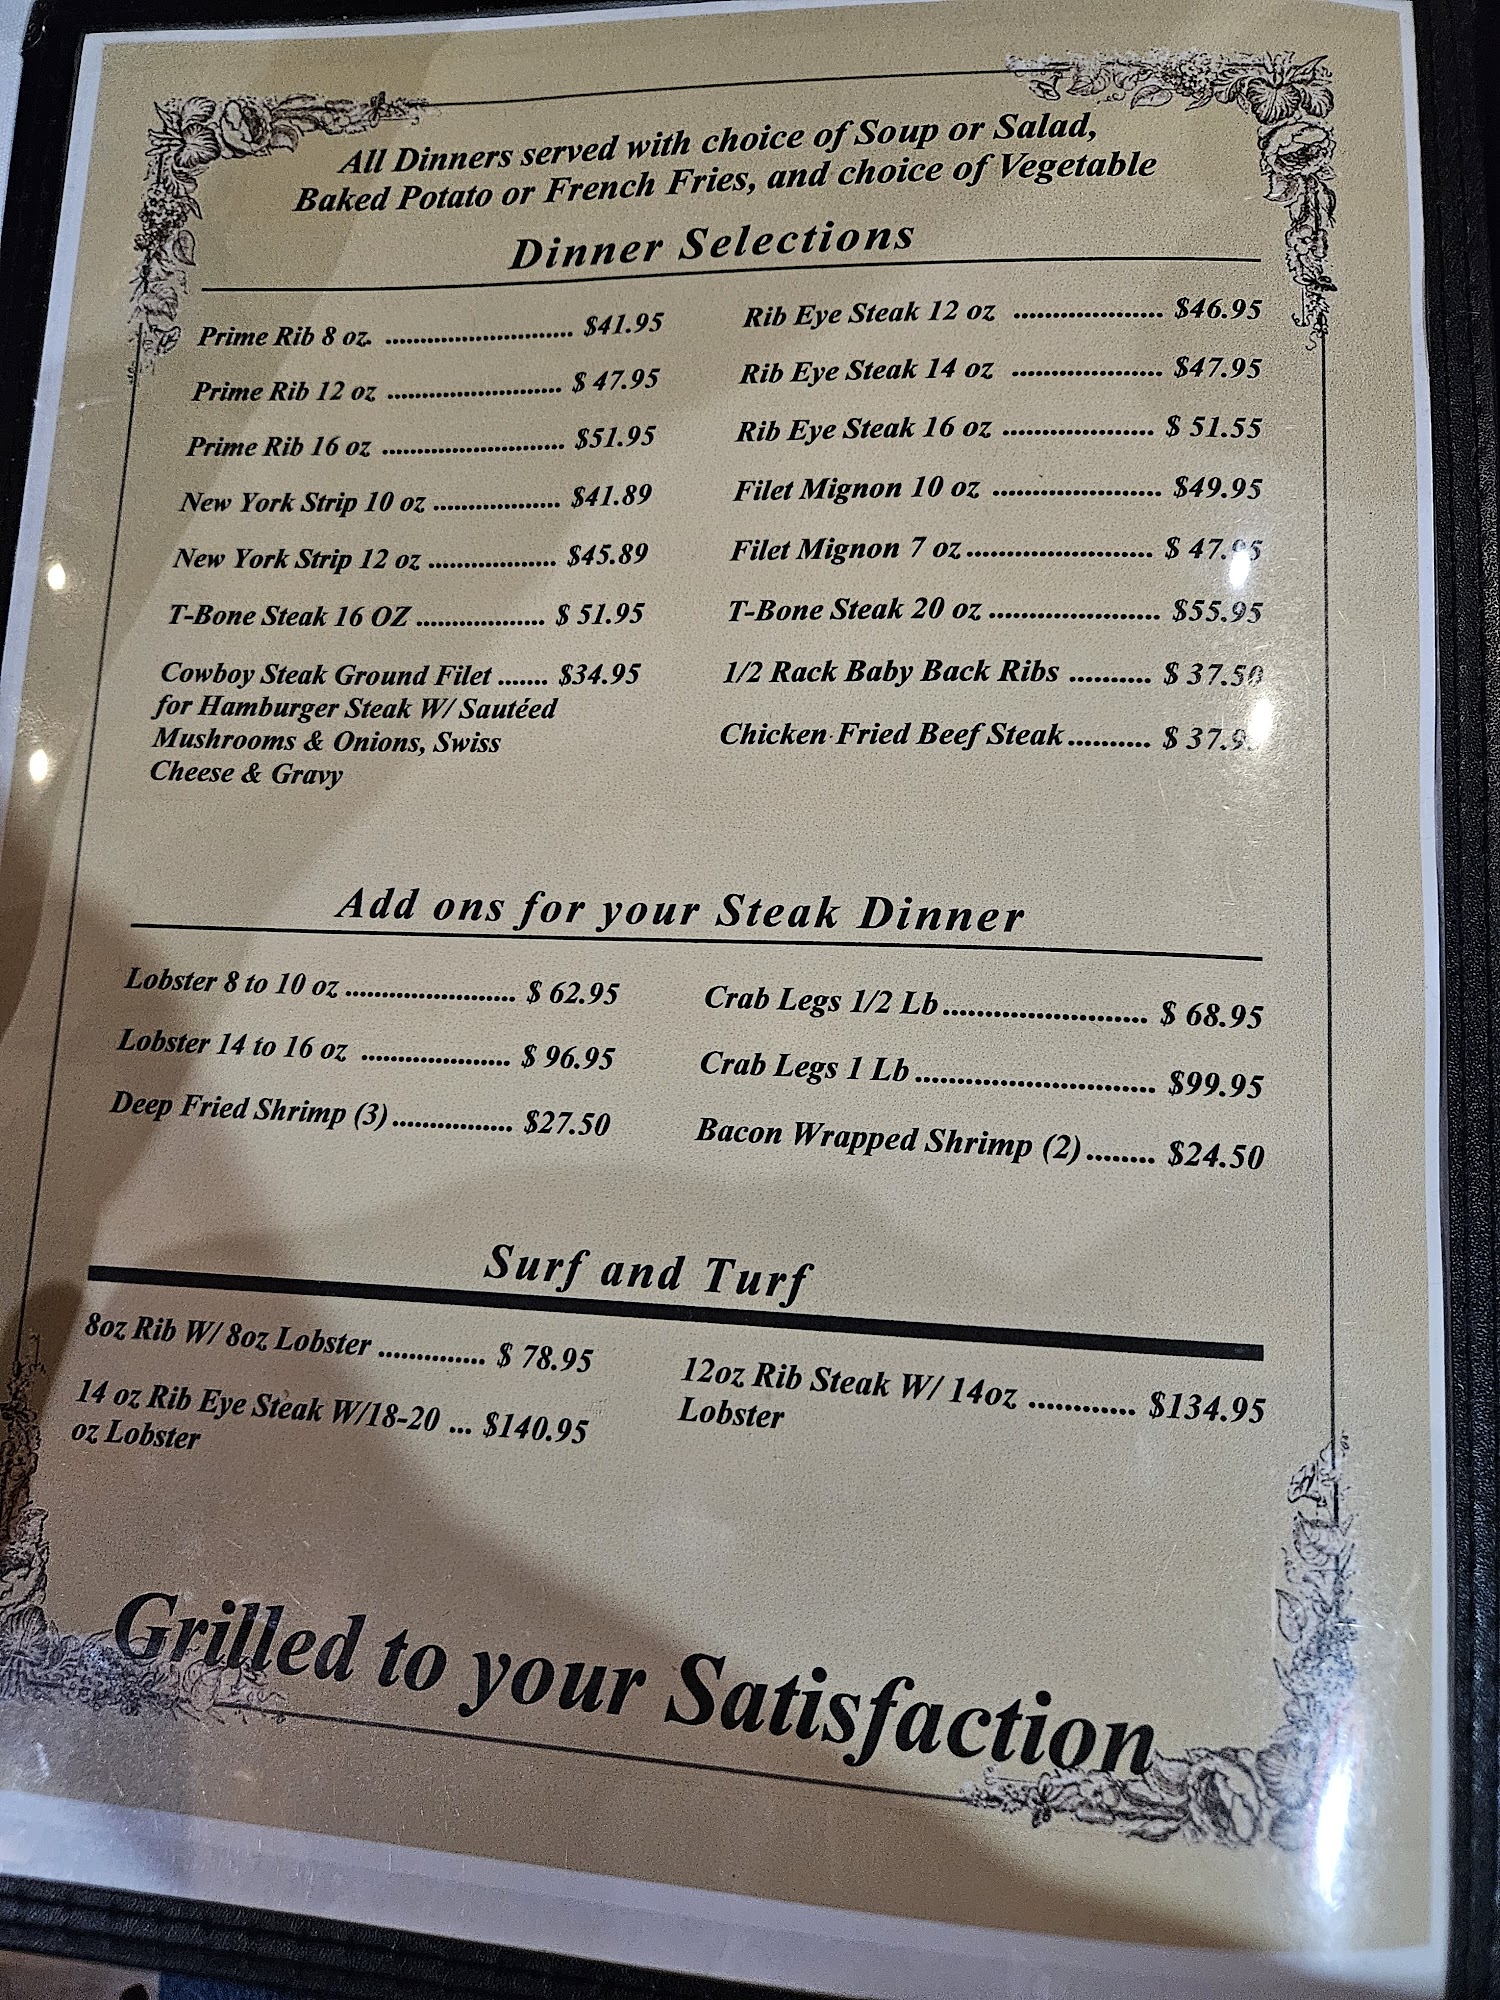 All Dinners served with choice of Soup or Salad,
Baked Potato or French Fries, and choice of Vegetable
Dinner Selections
Prime Rib 8 oz. ........................... $41.95
Prime Rib 12 oz ......................... $ 47.95
Prime Rib 16 oz .......................... $51.95
New York Strip 10 oz .................. $41.89
New York Strip 12 oz .................. $45.89
T-Bone Steak 16 OZ ................... $ 51.95
Cowboy Steak Ground Filet ....... $34.95
for Hamburger Steak W/ Sautéed
Mushrooms & Onions, Swiss
Cheese & Gravy
Rib Eye Steak 12 oz .................... $46.95
Rib Eye Steak 14 oz .................... $47.95
Rib Eye Steak 16 oz .................... $ 51.55
Filet Mignon 10 oz ....................... $49.95
Filet Mignon 7 oz ......................... $ 47.95
T-Bone Steak 20 oz ....................... $55.95
1/2 Rack Baby Back Ribs .......... $ 37.50
Chicken Fried Beef Steak .......... $
Add ons for your Steak Dinner
Lobster 8 to 10 oz ....................... $ 62.95
Lobster 14 to 16 oz .................... $ 96.95
Deep Fried Shrimp (3) ................ $27.50
Crab Legs 1/2 Lb ........................... $ 68.95
Crab Legs 1 Lb ............................... $99.95
Bacon Wrapped Shrimp (2) ........ $24.50
Surf and Turf
8oz Rib W/ 8oz Lobster .............. $ 78.95
14 oz Rib Eye Steak W/18-20 ... $140.95
oz Lobster
12oz Rib Steak W/ 14oz ............. $134.95
Lobster
Grilled to your Satisfaction